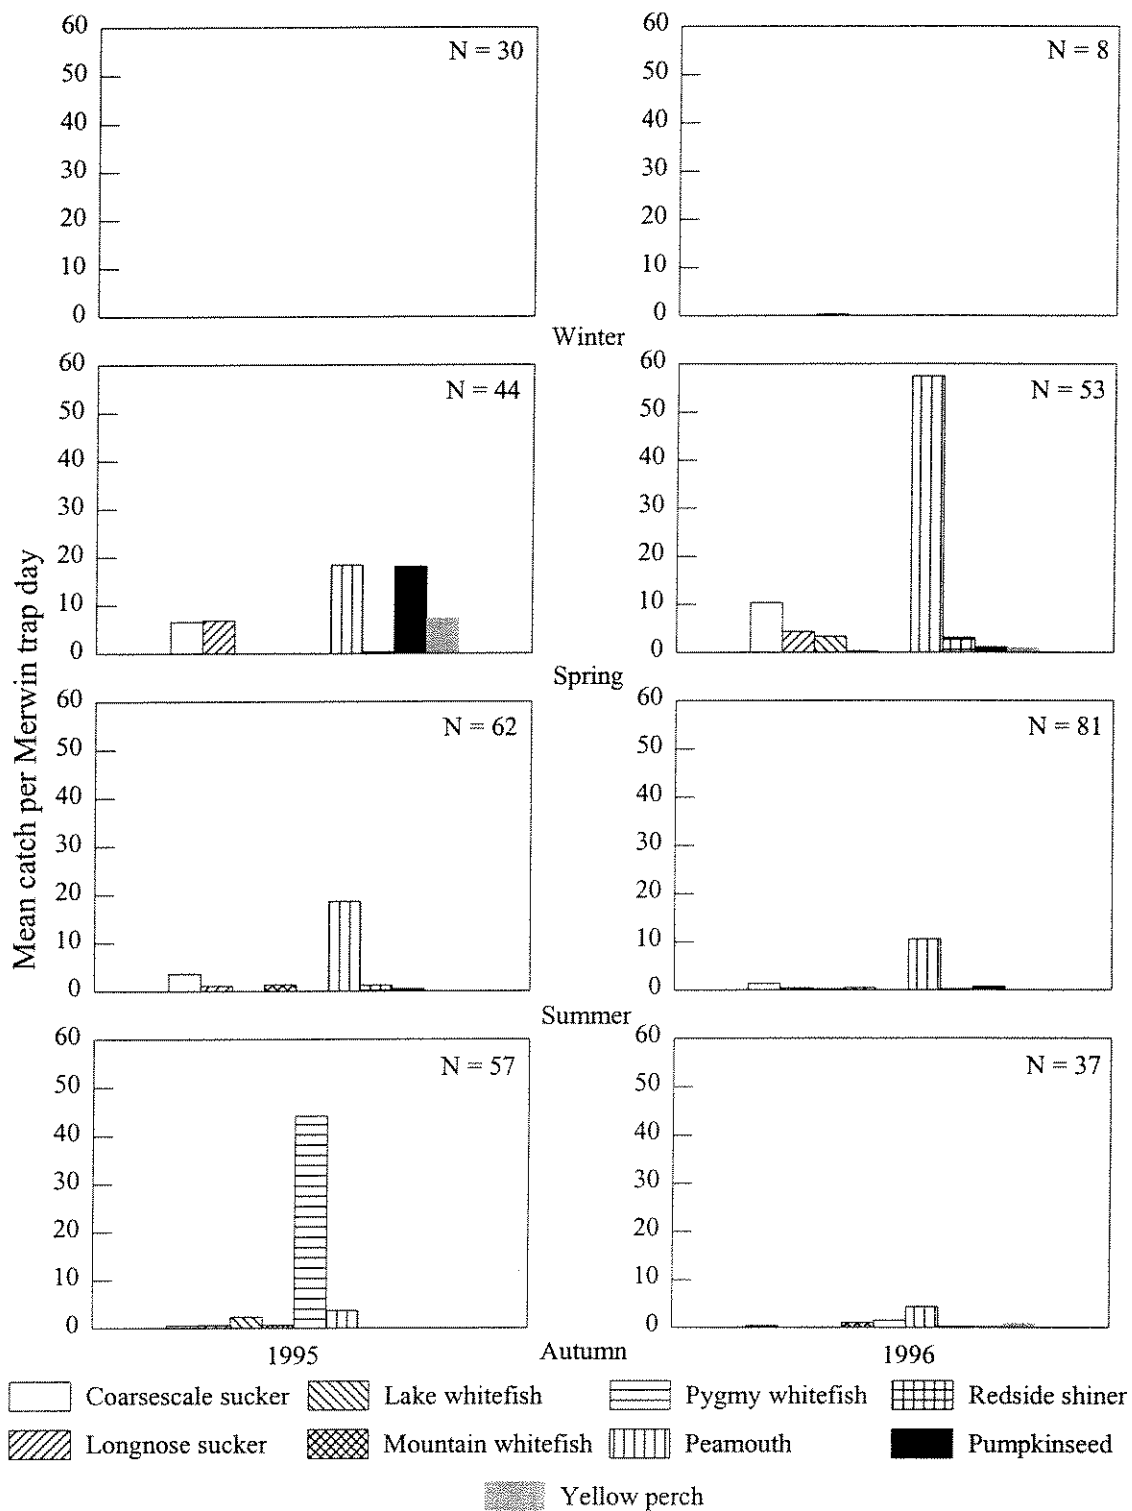 60
50
40
30
20
10
0
N = 30
60
50
40
30
20
10
0
N = 8
Winter
60
50
40
30
20
10
0
N = 44
60
50
40
30
20
10
0
N = 53
Spring
Mean catch per Merwin trap day
60
50
40
30
20
10
0
N = 62
60
50
40
30
20
10
0
N = 81
Summer
60
50
40
30
20
10
0
N = 57
60
50
40
30
20
10
0
N = 37
1995
Autumn
1996
Coarsescale sucker
Lake whitefish
Pygmy whitefish
Redside shiner
Longnose sucker
Mountain whitefish
Peamouth
Pumpkinseed
Yellow perch